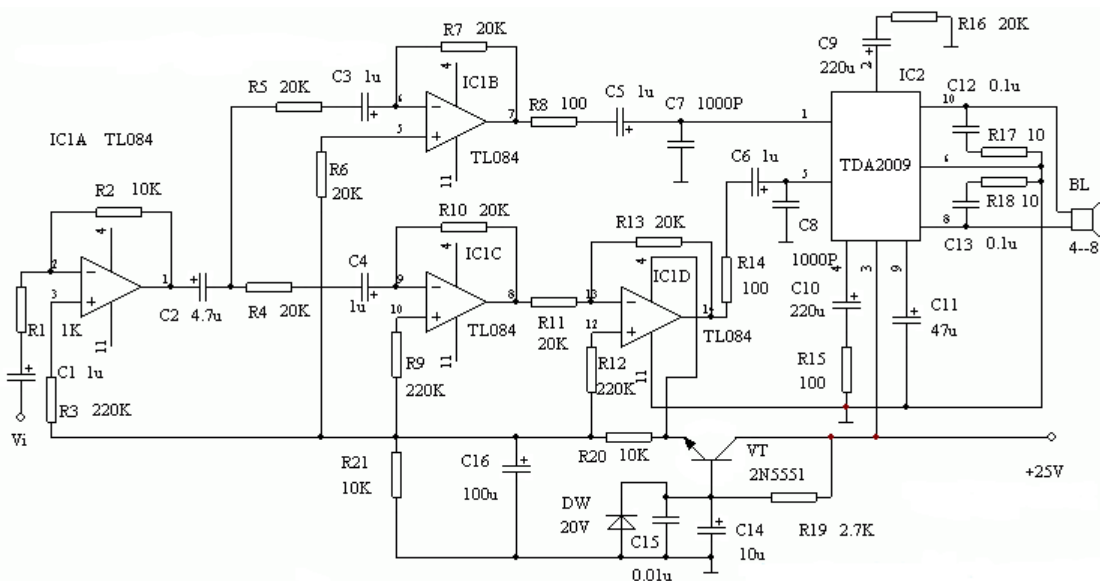 R7 20K
R16 20K
C9
220u
2
IC2
C3 1u
4
IC1B
R5 20K
6
7
5
R8 100
C5 1u
C7 1000P
1
10
C12 0.1u
R17 10
IC1A TL084
TL084
11
R6
20K
TDA2009
6
BL
C6 1u
5
R18 10
8
C13 0.1u
4--8
R2 10K
4
2
3
1
R10 20K
4
IC1C
R13 20K
4
IC1D
C8
1000P
4
3
9
C4
1u
9
10
8
C2 4.7u
R4 20K
R14
100
C10
220u
C11
47u
R1 1K
11
TL084
11
R11
20K
13
12
14
TL084
11
R9
220K
R12
220K
R15
100
C1 1u
R3 220K
Vi
R20 10K
VT
2N5551
+25V
R21
10K
C16
100u
DW
20V
C15
0.01u
C14
10u
R19 2.7K